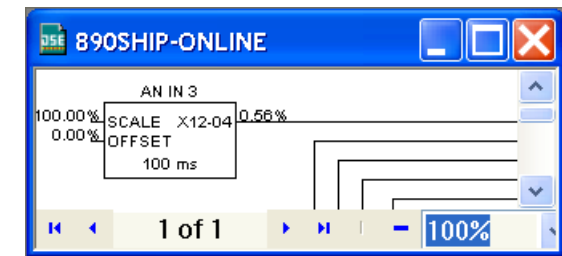 DSE 890SHIP-ONLINE
AN IN 3
100.00% SCALE X12-04 0.56%
0.00% OFFSET
100 ms
1 of 1 100%